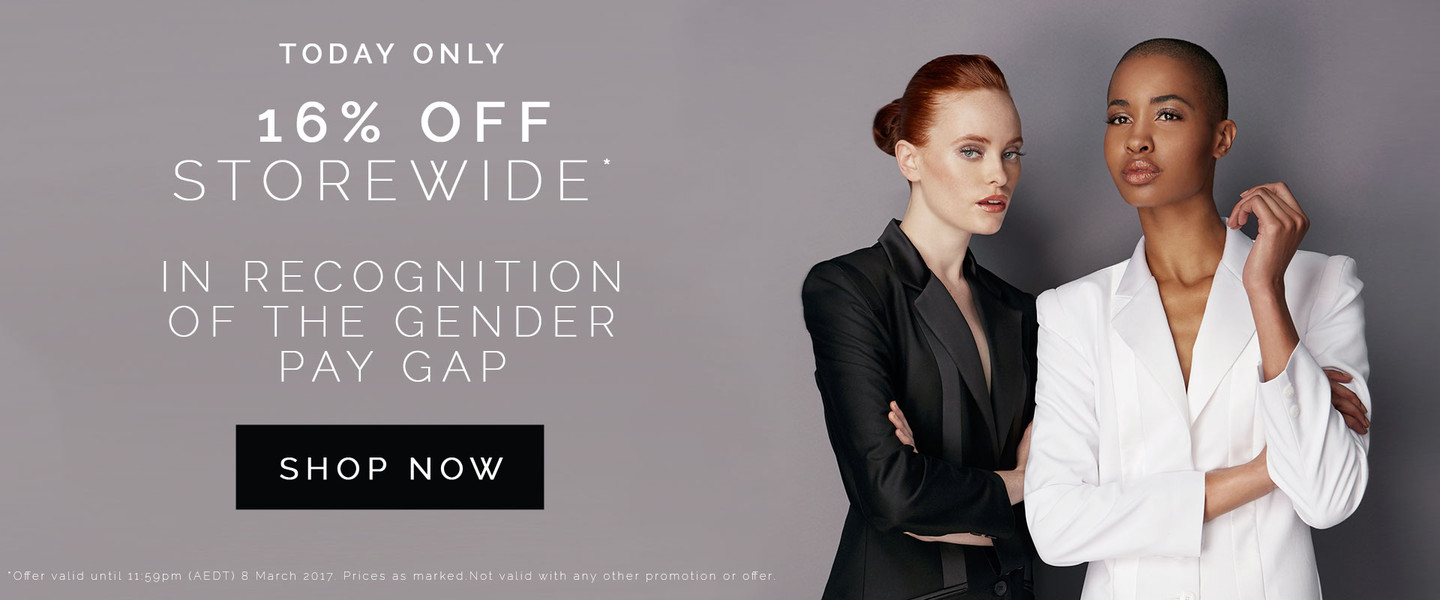 TODAY ONLY
16% OFF
STOREWIDE*
IN RECOGNITION
OF THE GENDER
PAY GAP
SHOP NOW
*Offer valid until 11:59pm (AEDT) 8 March 2017. Prices as marked.Not valid with any other promotion or offer.